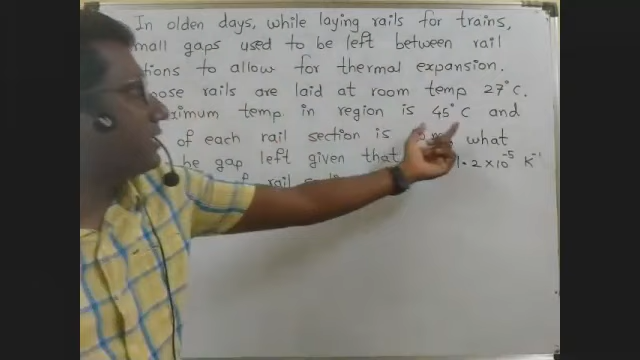 In olden days, while laying rails for trains,
mall gaps used to be left between rail
tions to allow for thermal expansion.
ose rails are laid at room temp 27°C.
ximum temp in region is 45°C and
of each rail section is what
he gap left given that 1.2×10⁻⁵ K⁻¹
of rail